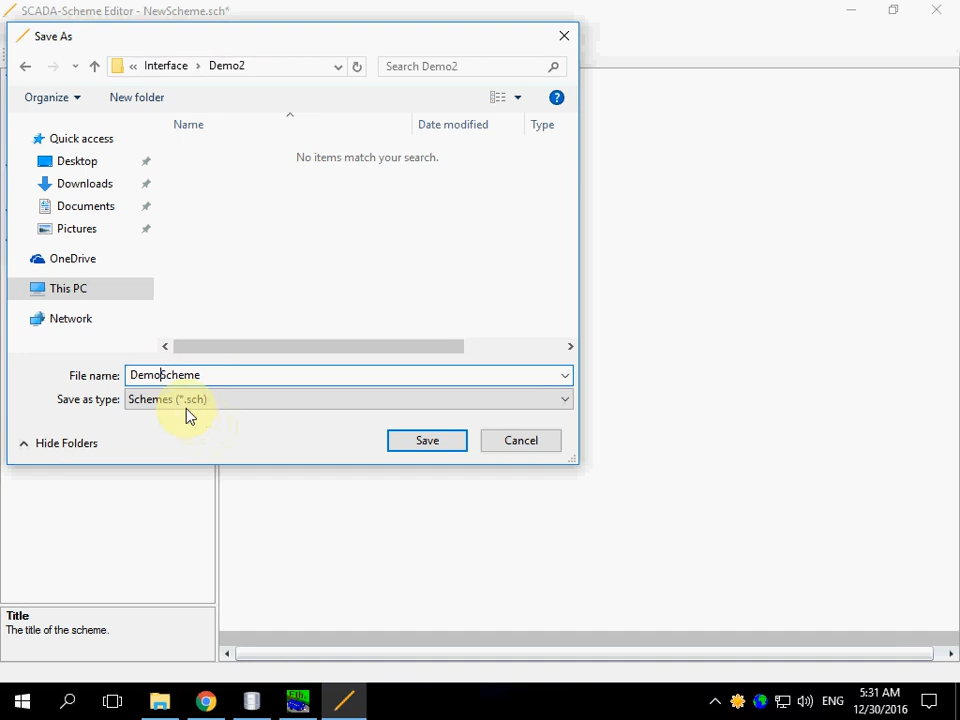 SCADA-Scheme Editor - NewScheme.sch*
Save As
« Interface › Demo2
Search Demo2
Organize
New folder
?
Name
Date modified
Type
No items match your search.
Quick access
Desktop
Downloads
Documents
Pictures
OneDrive
This PC
Network
File name: DemoScheme
Save as type: Schemes (*.sch)
Hide Folders
Save
Cancel
Title
The title of the scheme.
ENG
5:31 AM
12/30/2016